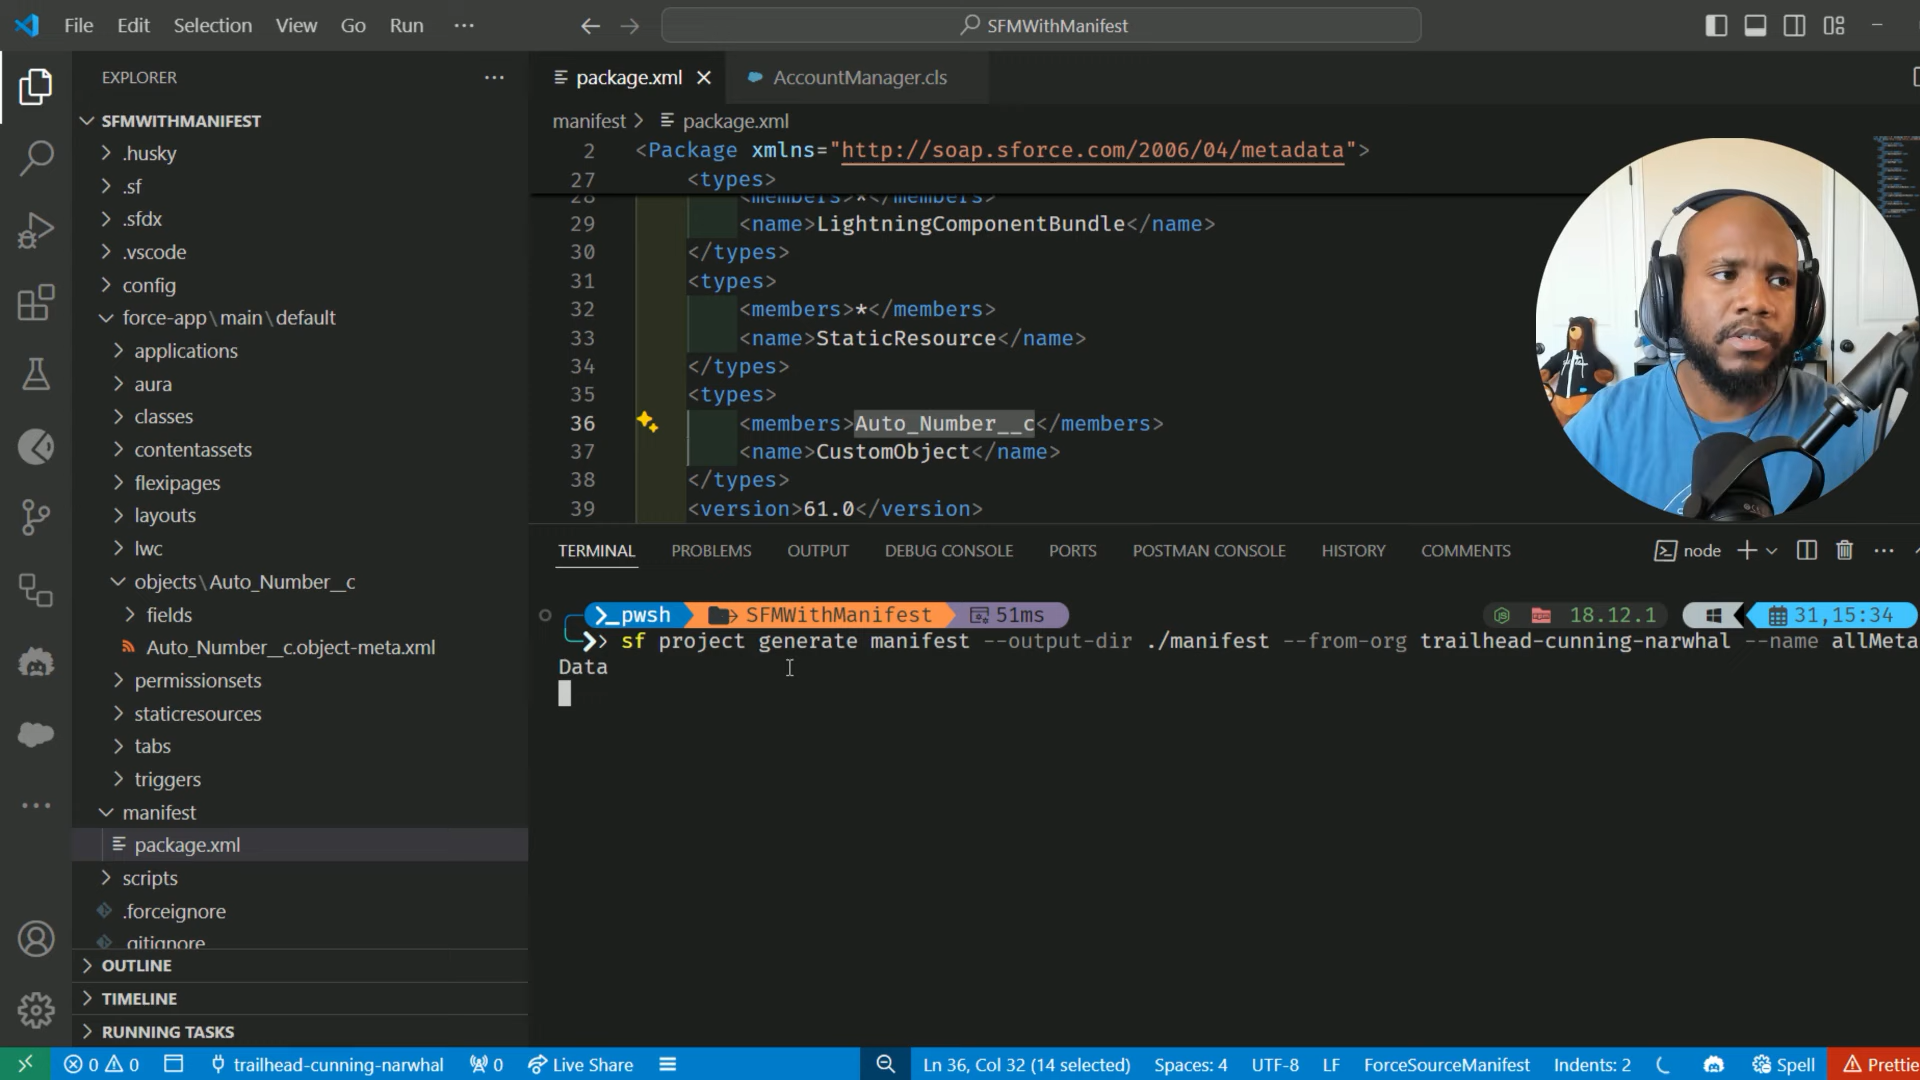 File Edit Selection View Go Run ···
SFMWithManifest
EXPLORER
SFMWITHMANIFEST
.husky
.sf
.sfdx
.vscode
config
force-app\main\default
applications
aura
classes
contentassets
flexipages
layouts
lwc
objects\Auto_Number__c
fields
Auto_Number__c.object-meta.xml
permissionsets
staticresources
tabs
triggers
manifest
package.xml
scripts
.forceignore
.gitignore
OUTLINE
TIMELINE
RUNNING TASKS
package.xml
AccountManager.cls
manifest > package.xml
2 <Package xmlns="http://soap.sforce.com/2006/04/metadata">
27 <types>
28 <members>*</members>
29 <name>LightningComponentBundle</name>
30 </types>
31 <types>
32 <members>*</members>
33 <name>StaticResource</name>
34 </types>
35 <types>
36 <members>Auto_Number__c</members>
37 <name>CustomObject</name>
38 </types>
39 <version>61.0</version>
TERMINAL PROBLEMS OUTPUT DEBUG CONSOLE PORTS POSTMAN CONSOLE HISTORY COMMENTS
node
pwsh SFMWithManifest 51ms 18.12.1 31,15:34
sf project generate manifest --output-dir ./manifest --from-org trailhead-cunning-narwhal --name allMeta
Data
0 0 trailhead-cunning-narwhal 0 Live Share
Ln 36, Col 32 (14 selected) Spaces: 4 UTF-8 LF ForceSourceManifest Indents: 2 Spell Prettie